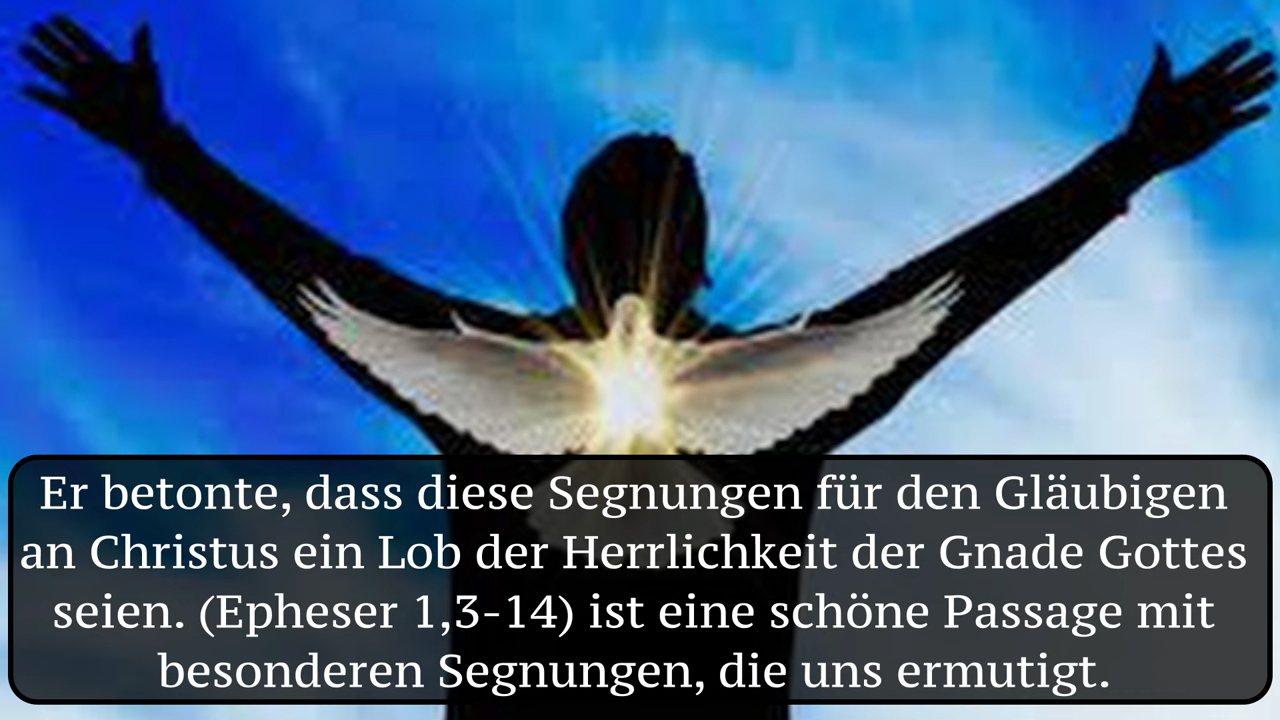 Er betonte, dass diese Segnungen für den Gläubigen
an Christus ein Lob der Herrlichkeit der Gnade Gottes
seien. (Epheser 1,3-14) ist eine schöne Passage mit
besonderen Segnungen, die uns ermutigt.